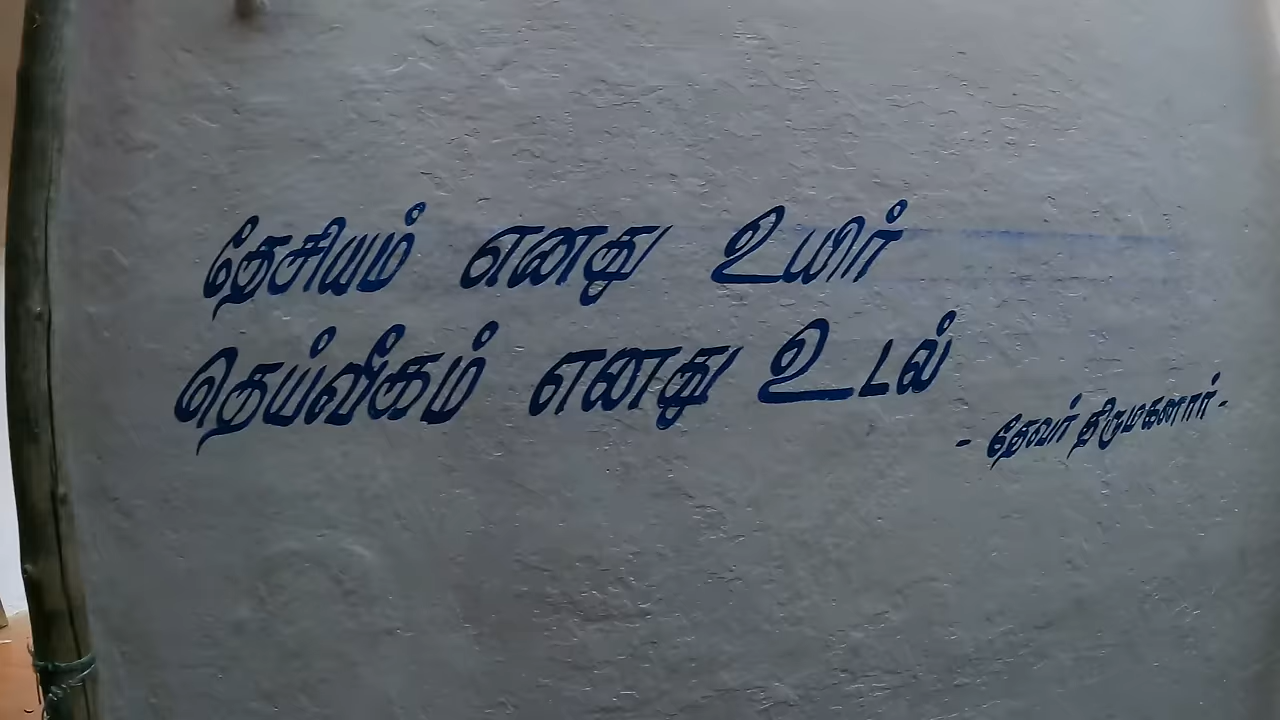 தேசியம் எனது உயிர்
தெய்வீகம் எனது உடல்
- தேவர் திருமகனார் -